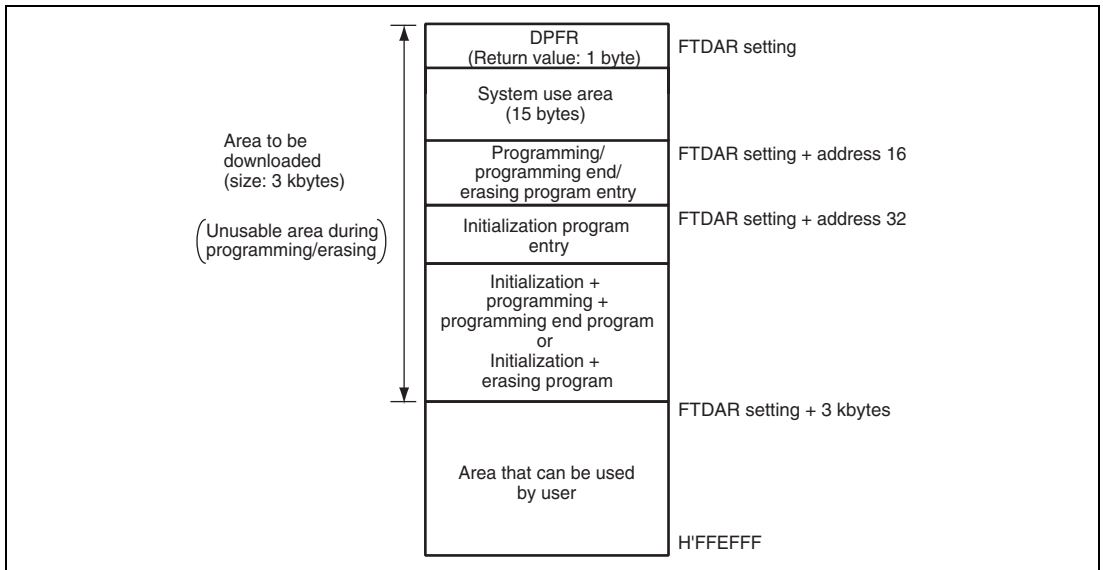 DPFR
(Return value: 1 byte)
FTDAR setting
System use area
(15 bytes)
Area to be
downloaded
(size: 3 kbytes)
(Unusable area during
programming/erasing)
Programming/
programming end/
erasing program entry
FTDAR setting + address 16
Initialization program
entry
FTDAR setting + address 32
Initialization +
programming +
programming end program
or
Initialization +
erasing program
FTDAR setting + 3 kbytes
Area that can be used
by user
H'FFEFFF